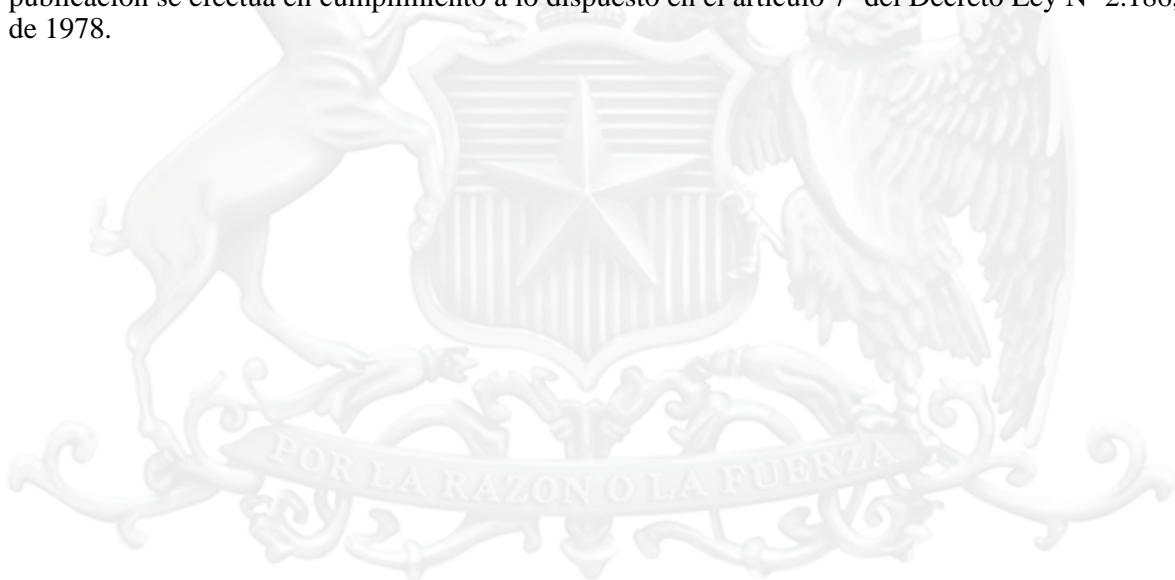 publicación se efectúa en cumplimiento a lo dispuesto en el artículo 7° del Decreto Ley N° 2.186,
de 1978.
POR LA RAZON O LA FUERZA